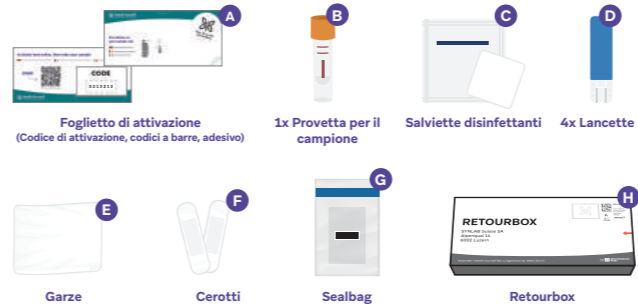 A
B
C
D
CODE
Foglietto di attivazione
(Codice di attivazione, codici a barre, adesivo)
1x Provetta per il
campione
Salviette disinfettanti
4x Lancette
E
F
G
H
RETOURBOX
SYNLAB Suisse SA
Alpenquai 14
6002 Luzern
Garze
Cerotti
Sealbag
Retourbox